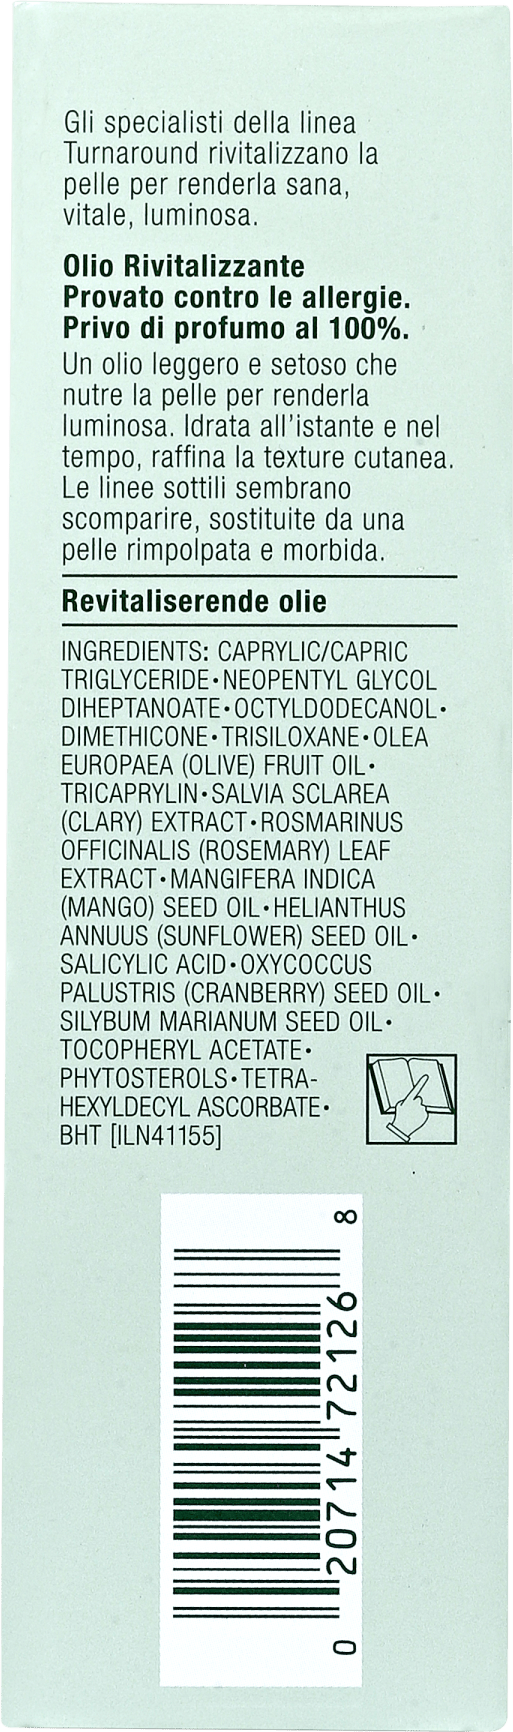 Gli specialisti della linea
Turnaround rivitalizzano la
pelle per renderla sana,
vitale, luminosa.
Olio Rivitalizzante
Provato contro le allergie.
Privo di profumo al 100%.
Un olio leggero e setoso che
nutre la pelle per renderla
luminosa. Idrata all'istante e nel
tempo, raffina la texture cutanea.
Le linee sottili sembrano
scomparire, sostituite da una
pelle rimpolpata e morbida.
Revitaliserende olie
INGREDIENTS: CAPRYLIC/CAPRIC
TRIGLYCERIDE•NEOPENTYL GLYCOL
DIHEPTANOATE•OCTYLDODECANOL•
DIMETHICONE•TRISILOXANE•OLEA
EUROPAEA (OLIVE) FRUIT OIL•
TRICAPRYLIN•SALVIA SCLAREA
(CLARY) EXTRACT•ROSMARINUS
OFFICINALIS (ROSEMARY) LEAF
EXTRACT•MANGIFERA INDICA
(MANGO) SEED OIL•HELIANTHUS
ANNUUS (SUNFLOWER) SEED OIL•
SALICYLIC ACID•OXYCOCCUS
PALUSTRIS (CRANBERRY) SEED OIL•
SILYBUM MARIANUM SEED OIL•
TOCOPHERYL ACETATE•
PHYTOSTEROLS•TETRA-
HEXYLDECYL ASCORBATE•
BHT [ILN41155]
0 20714 72126 8